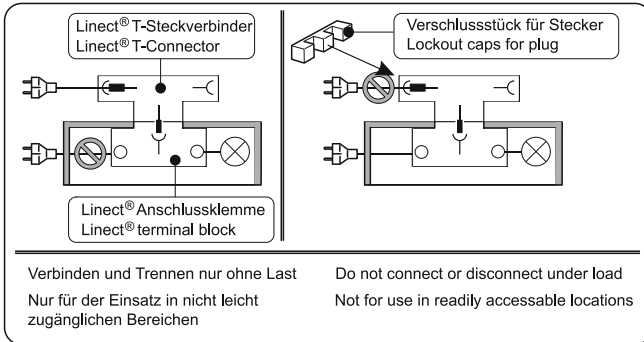 Linect® T-Steckverbinder
Linect® T-Connector
Verschlussstück für Stecker
Lockout caps for plug
Linect® Anschlussklemme
Linect® terminal block
Verbinden und Trennen nur ohne Last
Nur für der Einsatz in nicht leicht
zugänglichen Bereichen
Do not connect or disconnect under load
Not for use in readily accessable locations